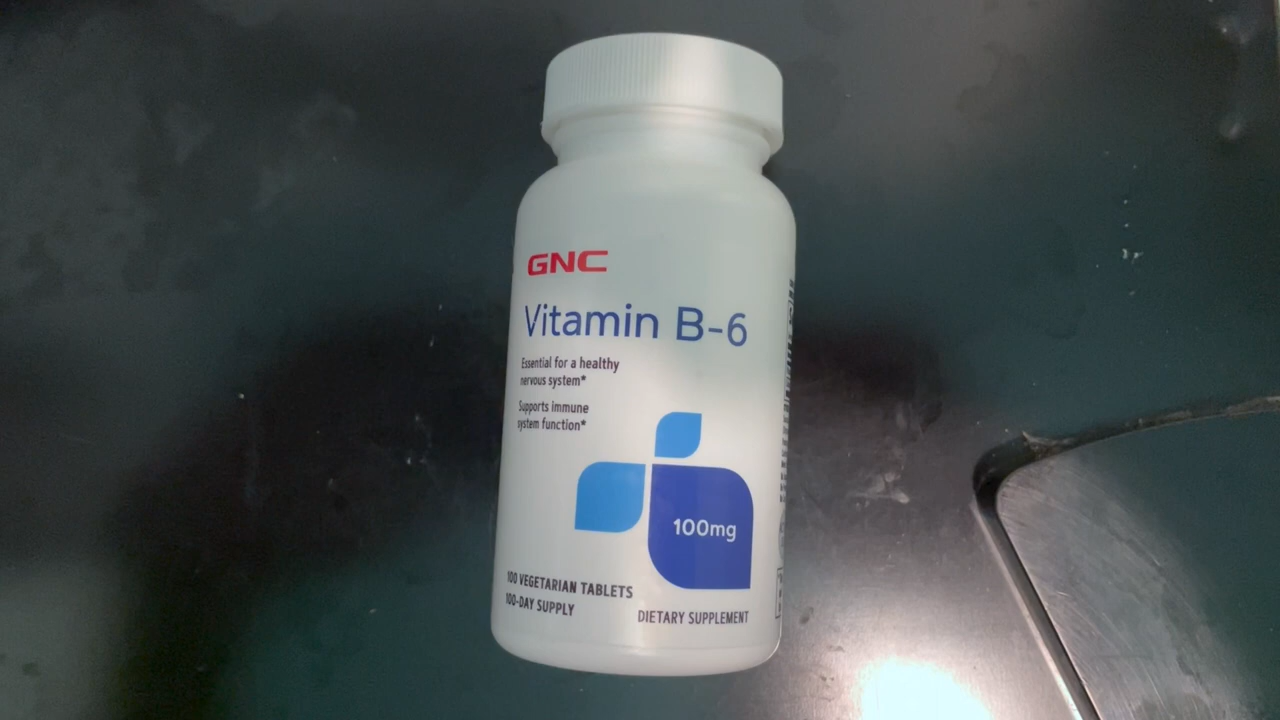 GNC
Vitamin B-6
Essential for a healthy
nervous system*
Supports immune
system function*
100mg
100 VEGETARIAN TABLETS
100-DAY SUPPLY
DIETARY SUPPLEMENT